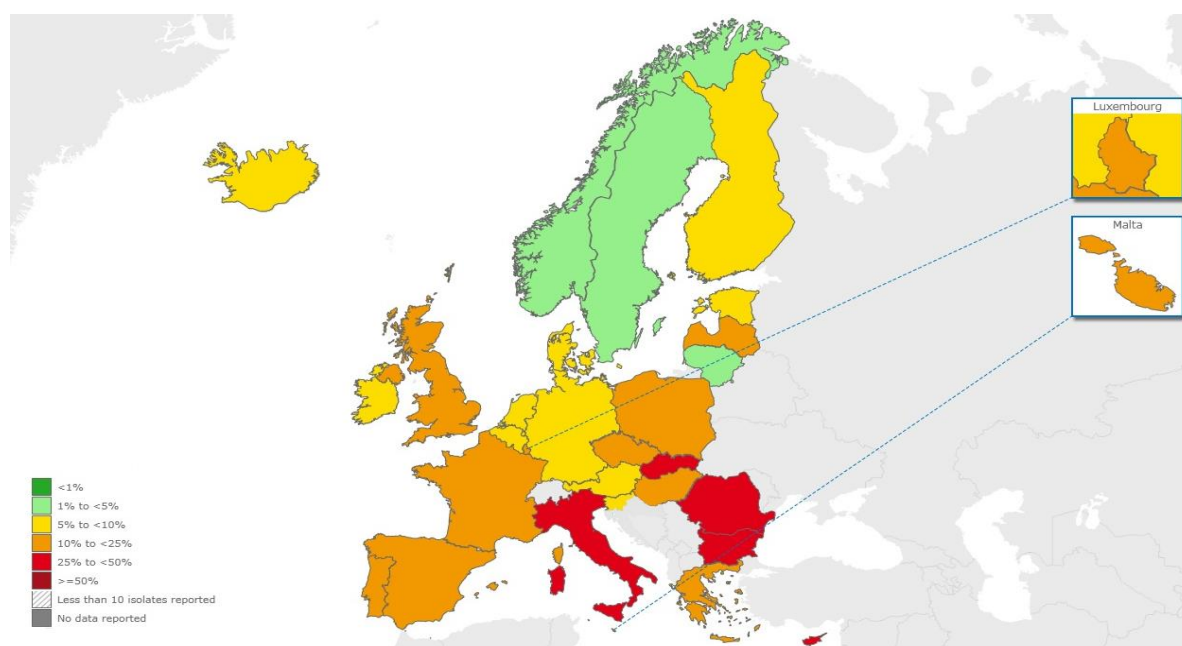 Luxembourg
Malta
<1%
1% to <5%
5% to <10%
10% to <25%
25% to <50%
>=50%
Less than 10 isolates reported
No data reported